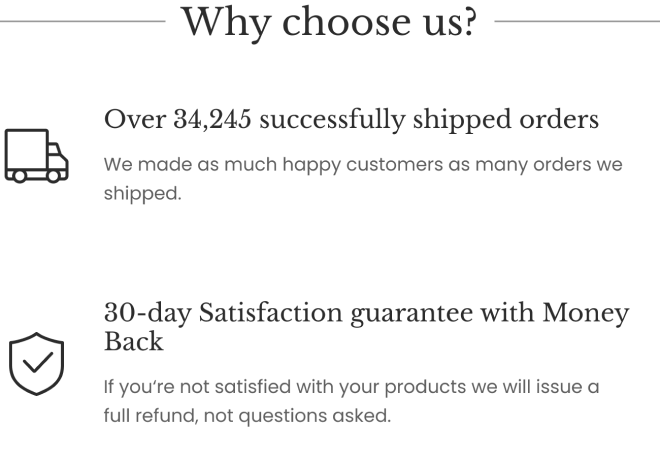 Why choose us?
Over 34,245 successfully shipped orders
We made as much happy customers as many orders we
shipped.
30-day Satisfaction guarantee with Money
Back
If you’re not satisfied with your products we will issue a
full refund, not questions asked.